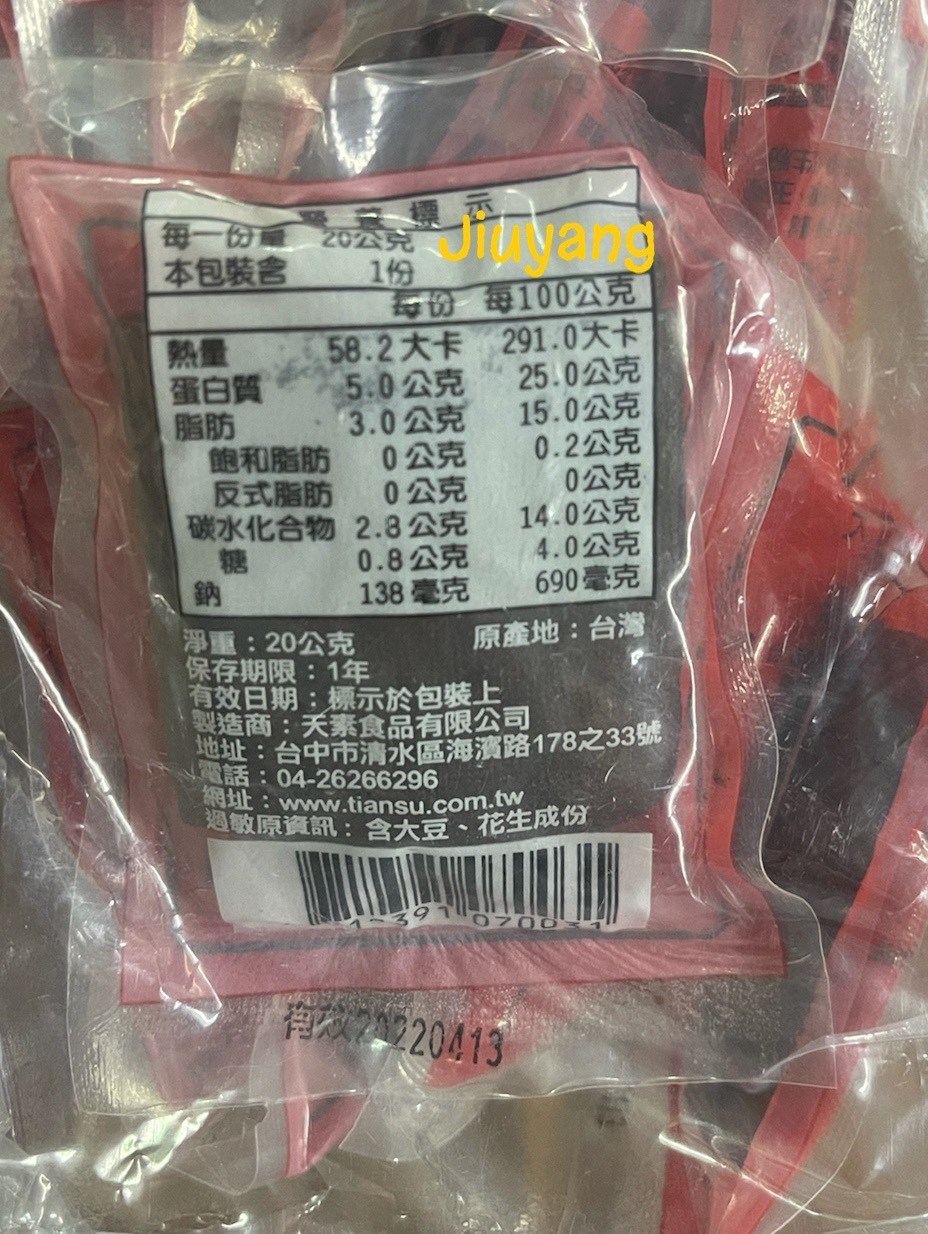 營養標示
每一份量 20公克
Jiuyang
本包裝含 1份
每份 每100公克
熱量 58.2大卡 291.0大卡
蛋白質 5.0公克 25.0公克
脂肪 3.0公克 15.0公克
飽和脂肪 0公克 0.2公克
反式脂肪 0公克 0公克
碳水化合物 2.8公克 14.0公克
糖 0.8公克 4.0公克
鈉 138毫克 690毫克
淨重：20公克 原產地：台灣
保存期限：1年
有效日期：標示於包裝上
製造商：天素食品有限公司
地址：台中市清水區海濱路178之33號
電話：04-26266296
網址：www.tiansu.com.tw
過敏原資訊：含大豆、花生成份
有效20220413